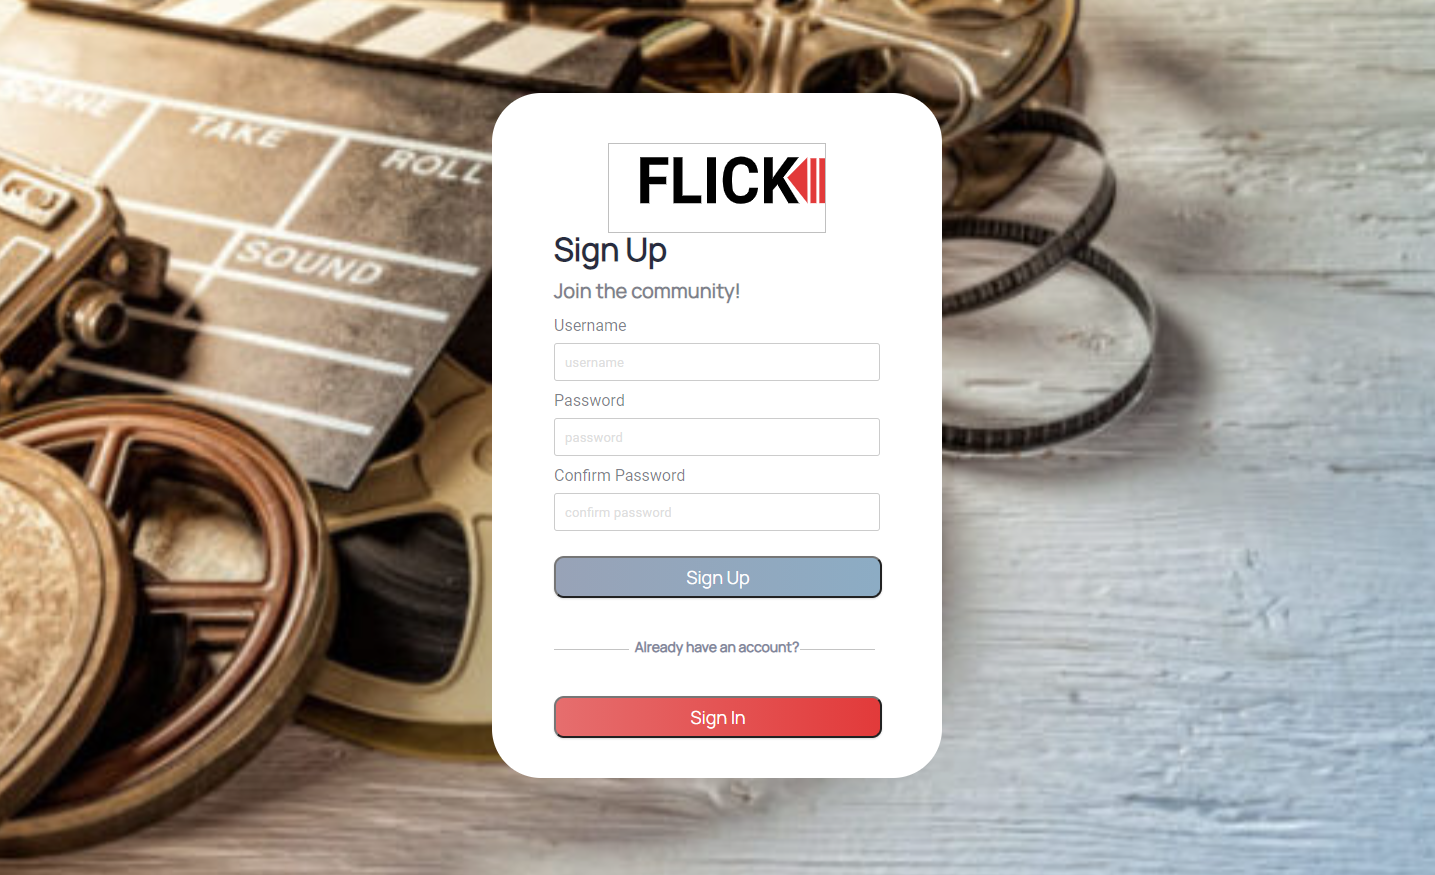 SCENE
TAKE
ROLL
SOUND
FLICK
Sign Up
Join the community!
Username
username
Password
password
Confirm Password
confirm password
Sign Up
Already have an account?
Sign In